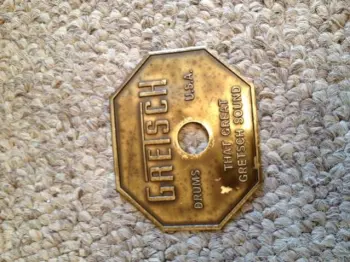 GRETSCH
DRUMS U.S.A.
THAT GREAT
GRETSCH SOUND